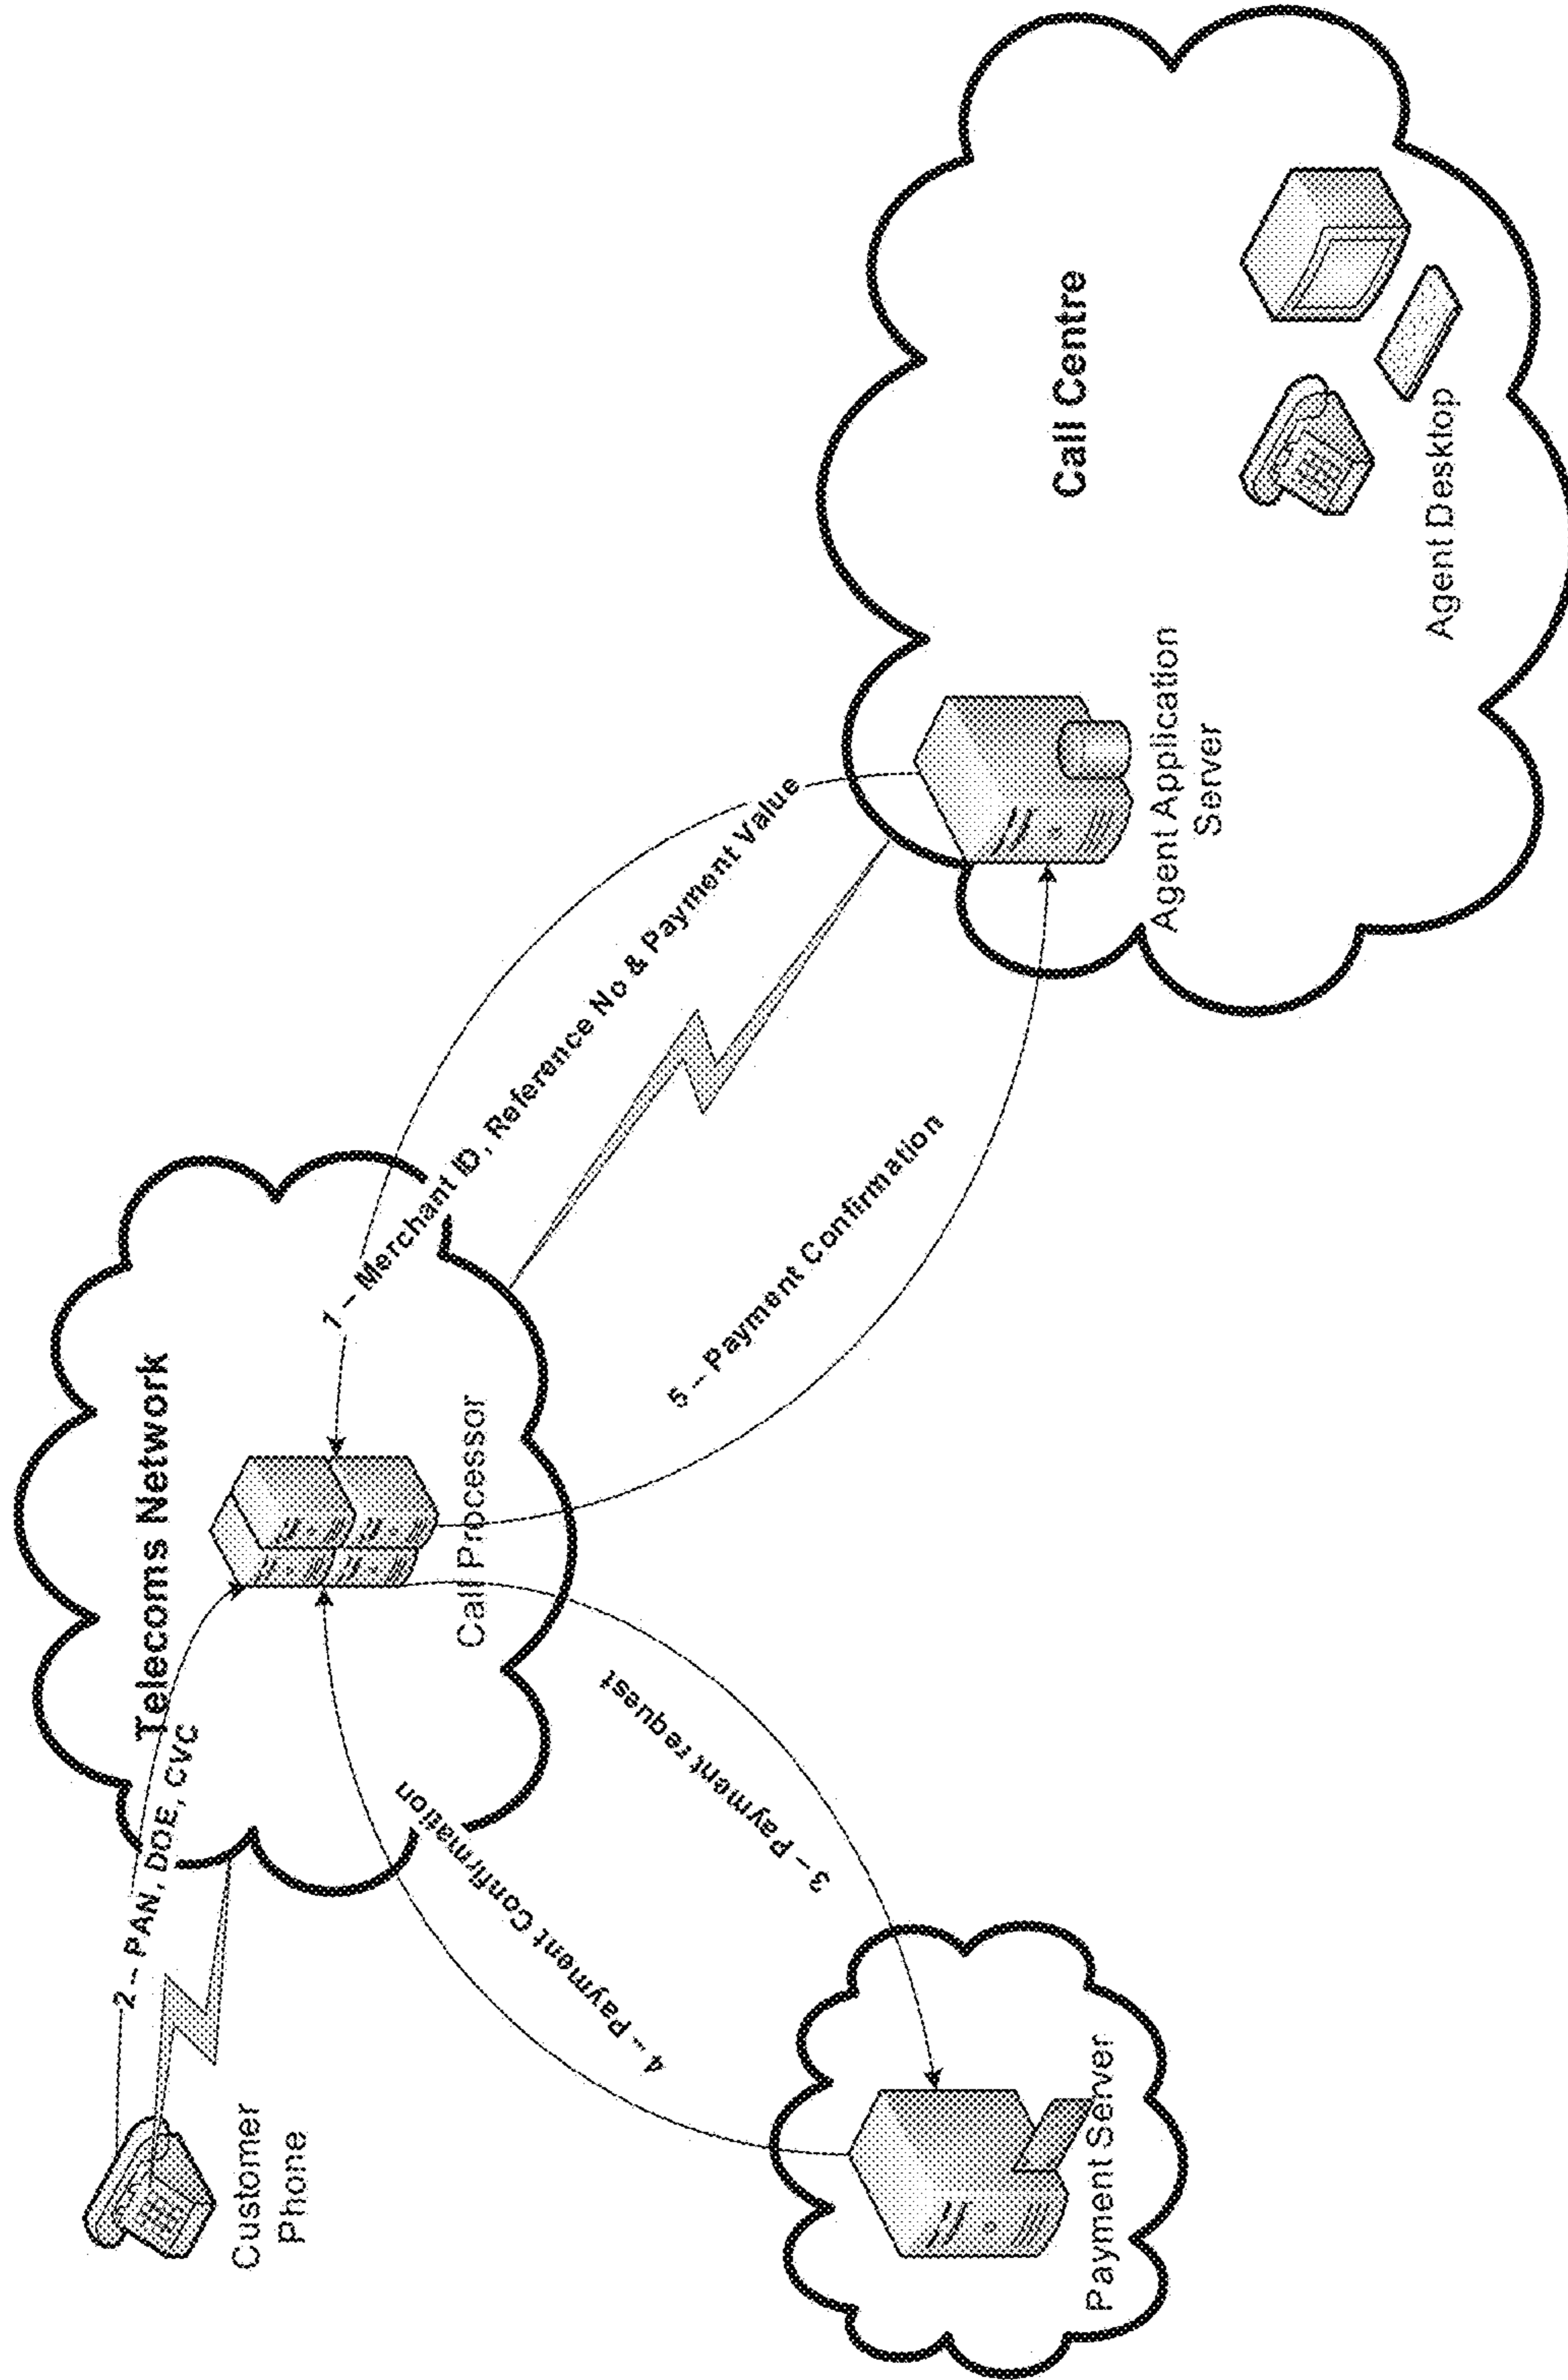 Customer
Phone
2 – PAN, DOE, CVC
Telecoms Network
Call Processor
1 – Merchant ID, Reference No & Payment Value
4 – Payment Confirmation
3 – Payment request
5 – Payment Confirmation
Payment Server
Call Centre
Agent Application
Server
Agent Desktop